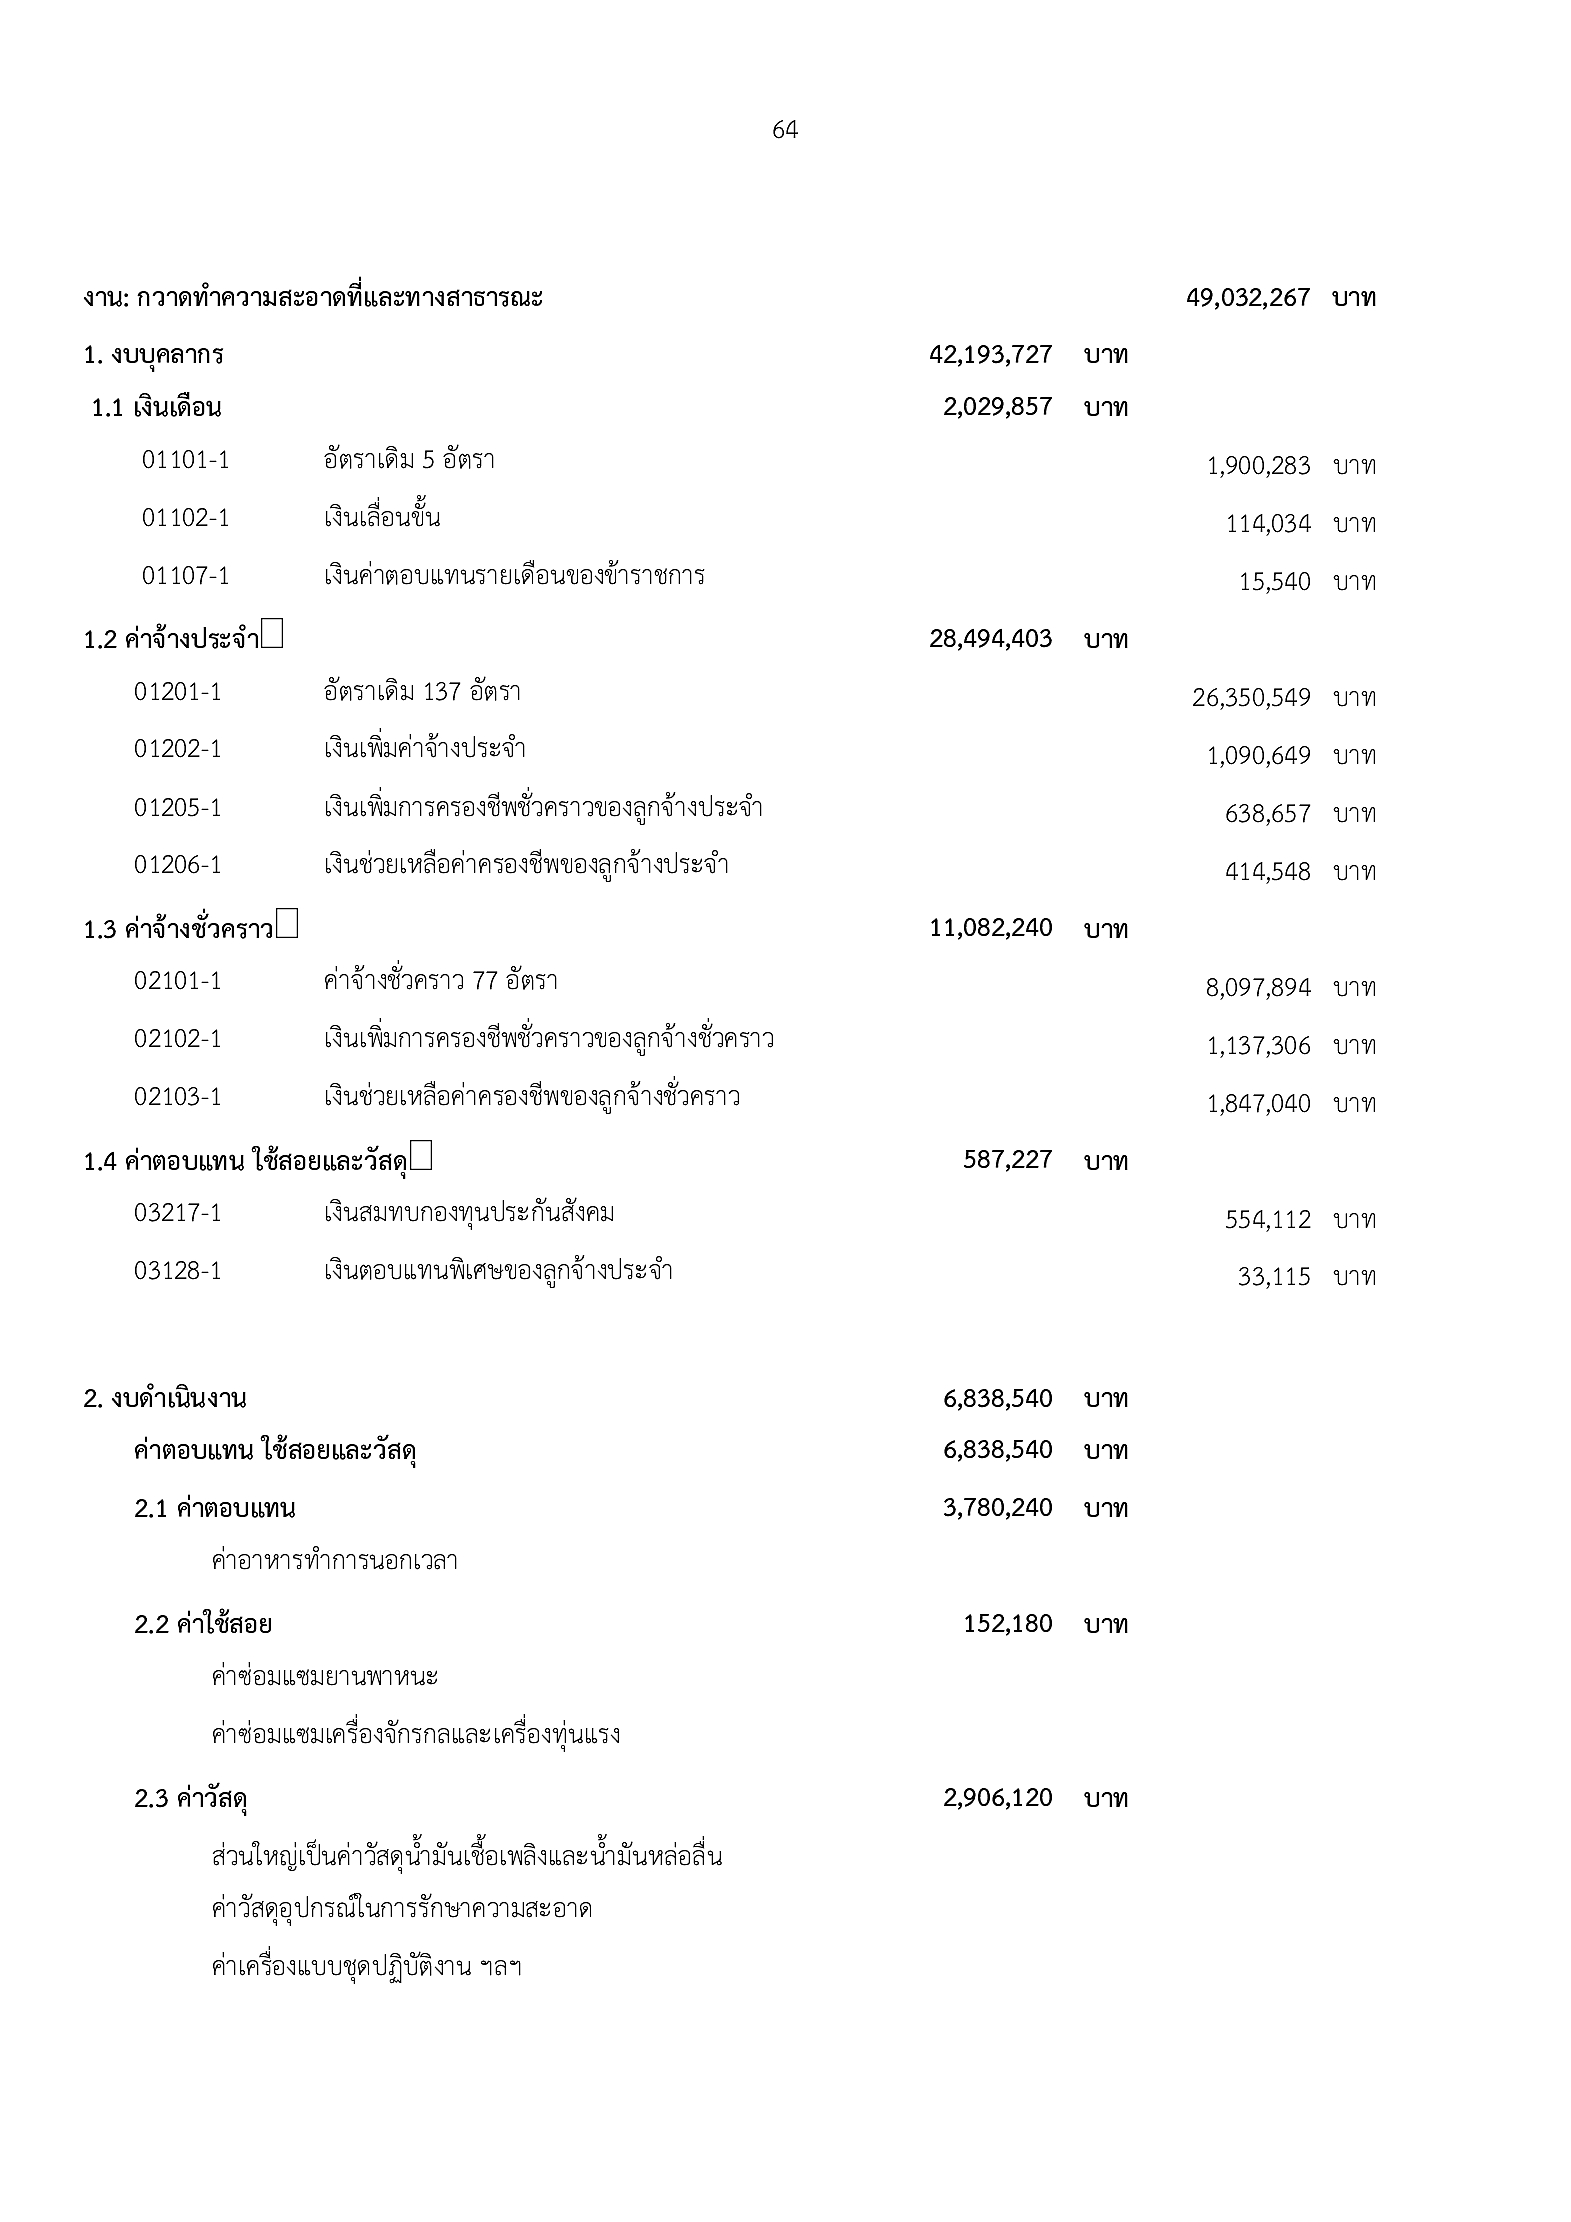 64
งาน: กวาดทำความสะอาดที่และทางสาธารณะ 49,032,267 บาท
1. งบบุคลากร 42,193,727 บาท
1.1 เงินเดือน 2,029,857 บาท
01101-1 อัตราเดิม 5 อัตรา 1,900,283 บาท
01102-1 เงินเลื่อนขั้น 114,034 บาท
01107-1 เงินค่าตอบแทนรายเดือนของข้าราชการ 15,540 บาท
1.2 ค่าจ้างประจำ 28,494,403 บาท
01201-1 อัตราเดิม 137 อัตรา 26,350,549 บาท
01202-1 เงินเพิ่มค่าจ้างประจำ 1,090,649 บาท
01205-1 เงินเพิ่มการครองชีพชั่วคราวของลูกจ้างประจำ 638,657 บาท
01206-1 เงินช่วยเหลือค่าครองชีพของลูกจ้างประจำ 414,548 บาท
1.3 ค่าจ้างชั่วคราว 11,082,240 บาท
02101-1 ค่าจ้างชั่วคราว 77 อัตรา 8,097,894 บาท
02102-1 เงินเพิ่มการครองชีพชั่วคราวของลูกจ้างชั่วคราว 1,137,306 บาท
02103-1 เงินช่วยเหลือค่าครองชีพของลูกจ้างชั่วคราว 1,847,040 บาท
1.4 ค่าตอบแทน ใช้สอยและวัสดุ 587,227 บาท
03217-1 เงินสมทบกองทุนประกันสังคม 554,112 บาท
03128-1 เงินตอบแทนพิเศษของลูกจ้างประจำ 33,115 บาท
2. งบดำเนินงาน 6,838,540 บาท
ค่าตอบแทน ใช้สอยและวัสดุ 6,838,540 บาท
2.1 ค่าตอบแทน 3,780,240 บาท
ค่าอาหารทำการนอกเวลา
2.2 ค่าใช้สอย 152,180 บาท
ค่าซ่อมแซมยานพาหนะ
ค่าซ่อมแซมเครื่องจักรกลและเครื่องทุ่นแรง
2.3 ค่าวัสดุ 2,906,120 บาท
ส่วนใหญ่เป็นค่าวัสดุน้ำมันเชื้อเพลิงและน้ำมันหล่อลื่น
ค่าวัสดุอุปกรณ์ในการรักษาความสะอาด
ค่าเครื่องแบบชุดปฏิบัติงาน ฯลฯ